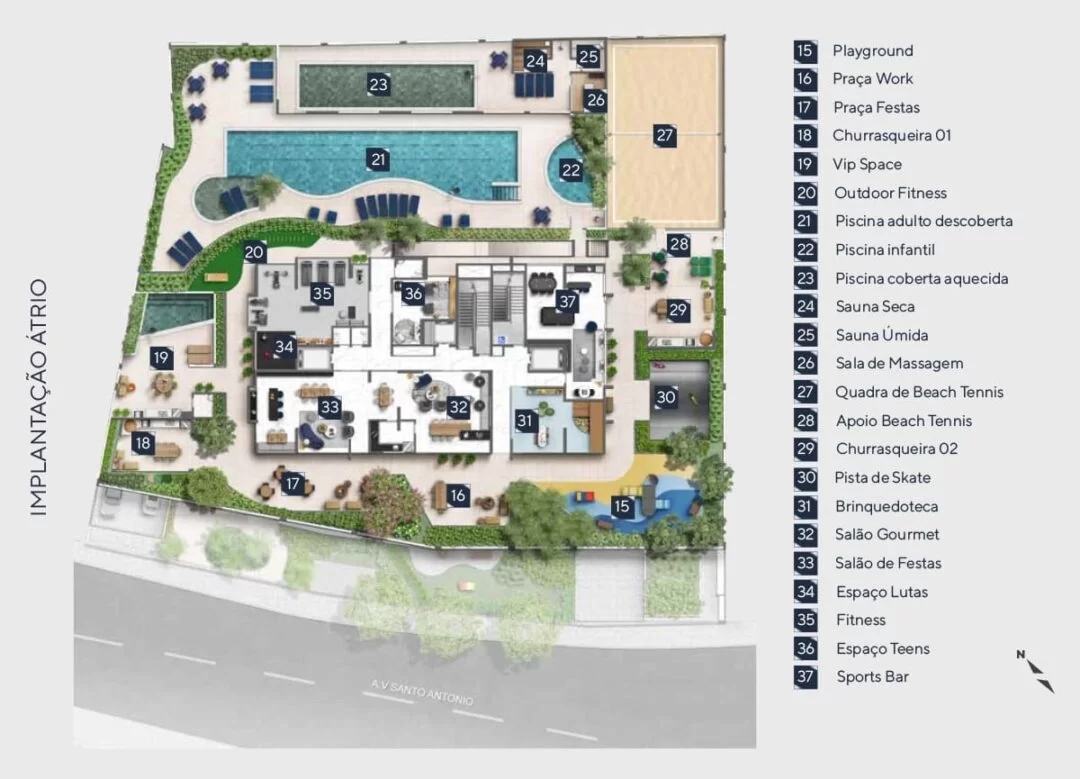 IMPLANTAÇÃO ÁTRIO
23
24
25
26
27
21
22
20
28
35
36
37
29
34
19
33
32
31
30
18
17
16
15
A.V SANTO ANTONIO
15 Playground
16 Praça Work
17 Praça Festas
18 Churrasqueira 01
19 Vip Space
20 Outdoor Fitness
21 Piscina adulto descoberta
22 Piscina infantil
23 Piscina coberta aquecida
24 Sauna Seca
25 Sauna Úmida
26 Sala de Massagem
27 Quadra de Beach Tennis
28 Apoio Beach Tennis
29 Churrasqueira 02
30 Pista de Skate
31 Brinquedoteca
32 Salão Gourmet
33 Salão de Festas
34 Espaço Lutas
35 Fitness
36 Espaço Teens
37 Sports Bar
N